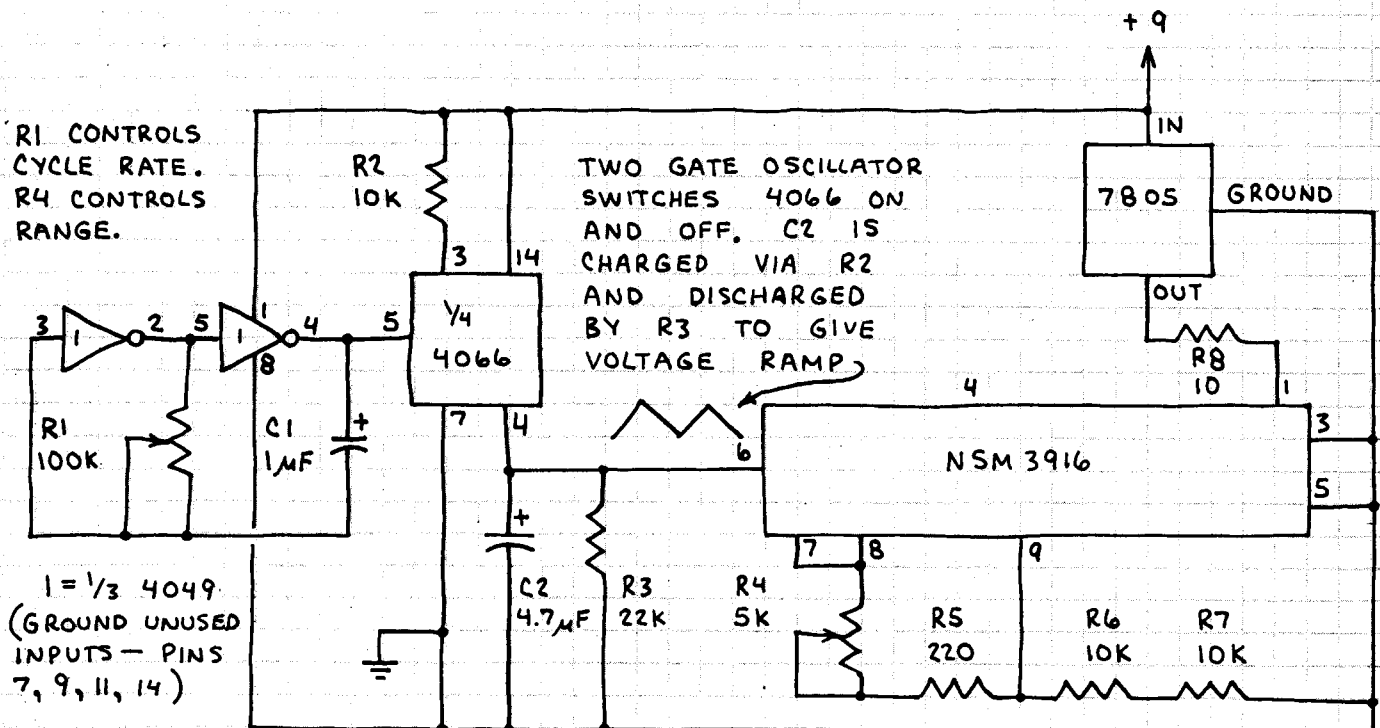 + 9
R1 CONTROLS
CYCLE RATE.
R4 CONTROLS
RANGE.
R2
10K
TWO GATE OSCILLATOR
SWITCHES 4066 ON
AND OFF. C2 IS
CHARGED VIA R2
AND DISCHARGED
BY R3 TO GIVE
VOLTAGE RAMP
IN
7805
GROUND
OUT
R8
10
3
14
3
2
5
1
1
1
4
8
5
1/4
4066
7
4
4
1
R1
100K
C1
+
1µF
6
NSM 3916
3
5
7
8
9
+
C2
4.7µF
R3
22K
R4
5K
R5
220
R6
10K
R7
10K
1 = 1/3 4049
(GROUND UNUSED
INPUTS — PINS
7, 9, 11, 14)